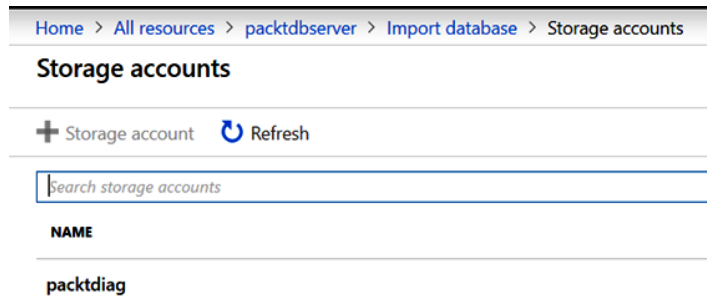 Home > All resources > packtdbserver > Import database > Storage accounts
Storage accounts
Storage account Refresh
Search storage accounts
NAME
packtdiag